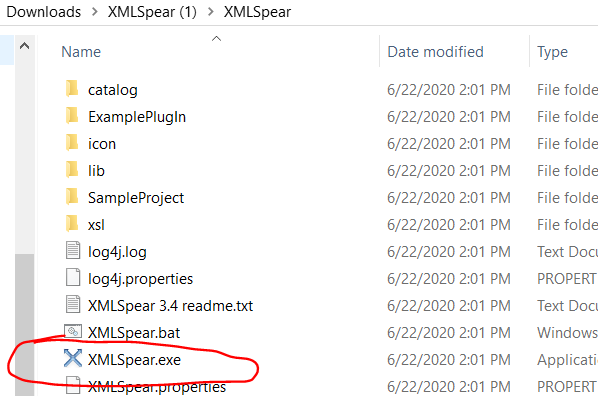 Downloads > XMLSpear (1) > XMLSpear
Name Date modified Type
catalog 6/22/2020 2:01 PM File folde
ExamplePlugIn 6/22/2020 2:01 PM File folde
icon 6/22/2020 2:01 PM File folde
lib 6/22/2020 2:01 PM File folde
SampleProject 6/22/2020 2:01 PM File folde
xsl 6/22/2020 2:01 PM File folde
log4j.log 6/22/2020 2:01 PM Text Docu
log4j.properties 6/22/2020 2:01 PM PROPERT
XMLSpear 3.4 readme.txt 6/22/2020 2:01 PM Text Docu
XMLSpear.bat 6/22/2020 2:01 PM Windows
XMLSpear.exe 6/22/2020 2:01 PM Applicatio
XMLSpear.properties 6/22/2020 2:01 PM PROPERT